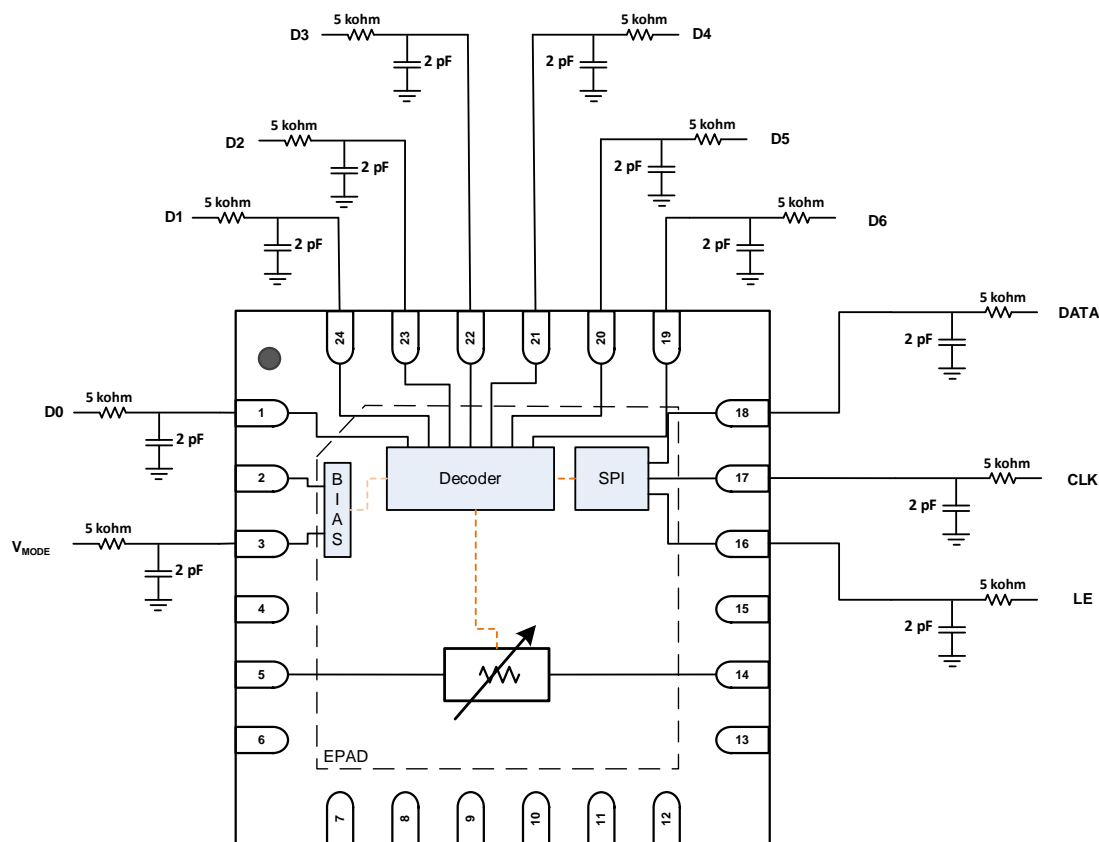 5 kohm
D3
2 pF
5 kohm
D4
2 pF
5 kohm
D2
2 pF
5 kohm
D5
2 pF
5 kohm
D1
2 pF
5 kohm
D6
2 pF
5 kohm
DATA
2 pF
24
23
22
21
20
19
5 kohm
D0
2 pF
1
18
2
BIAS
Decoder
SPI
17
5 kohm
CLK
2 pF
5 kohm
VMODE
2 pF
3
16
5 kohm
LE
2 pF
4
15
5
14
6
13
EPAD
7
8
9
10
11
12